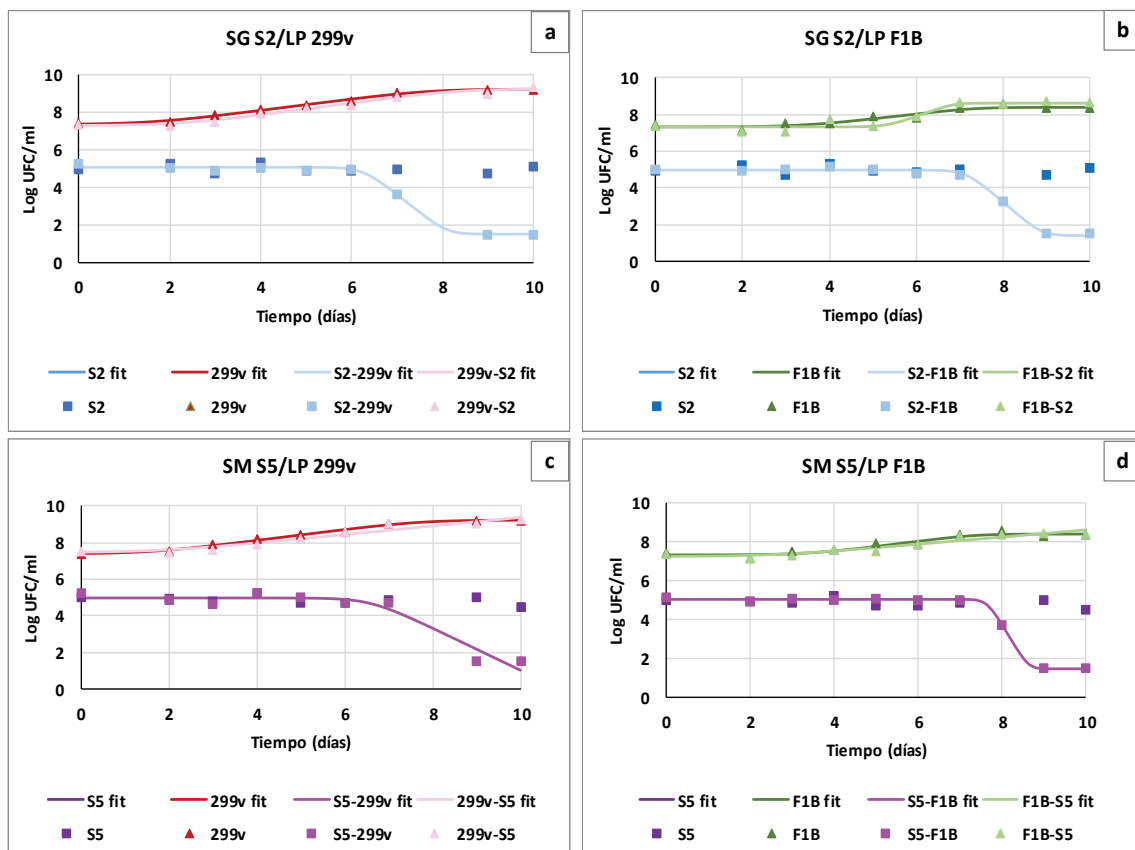 SG S2/LP 299v
a
Log UFC/ml
10
8
6
4
2
0
0 2 4 6 8 10
Tiempo (días)
S2 fit 299v fit S2-299v fit 299v-S2 fit
S2 299v S2-299v 299v-S2
SG S2/LP F1B
b
Log UFC/ml
10
8
6
4
2
0
0 2 4 6 8 10
Tiempo (días)
S2 fit F1B fit S2-F1B fit F1B-S2 fit
S2 F1B S2-F1B F1B-S2
SM S5/LP 299v
c
Log UFC/ml
10
8
6
4
2
0
0 2 4 6 8 10
Tiempo (días)
S5 fit 299v fit S5-299v fit 299v-S5 fit
S5 299v S5-299v 299v-S5
SM S5/LP F1B
d
Log UFC/ml
10
8
6
4
2
0
0 2 4 6 8 10
Tiempo (días)
S5 fit F1B fit S5-F1B fit F1B-S5 fit
S5 F1B S5-F1B F1B-S5